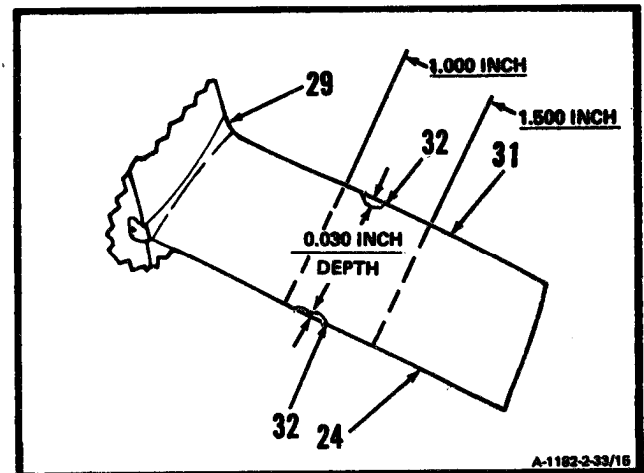 1.000 INCH
29
1.500 INCH
32
31
0.030 INCH
DEPTH
32
24
A-1182-2-33/15